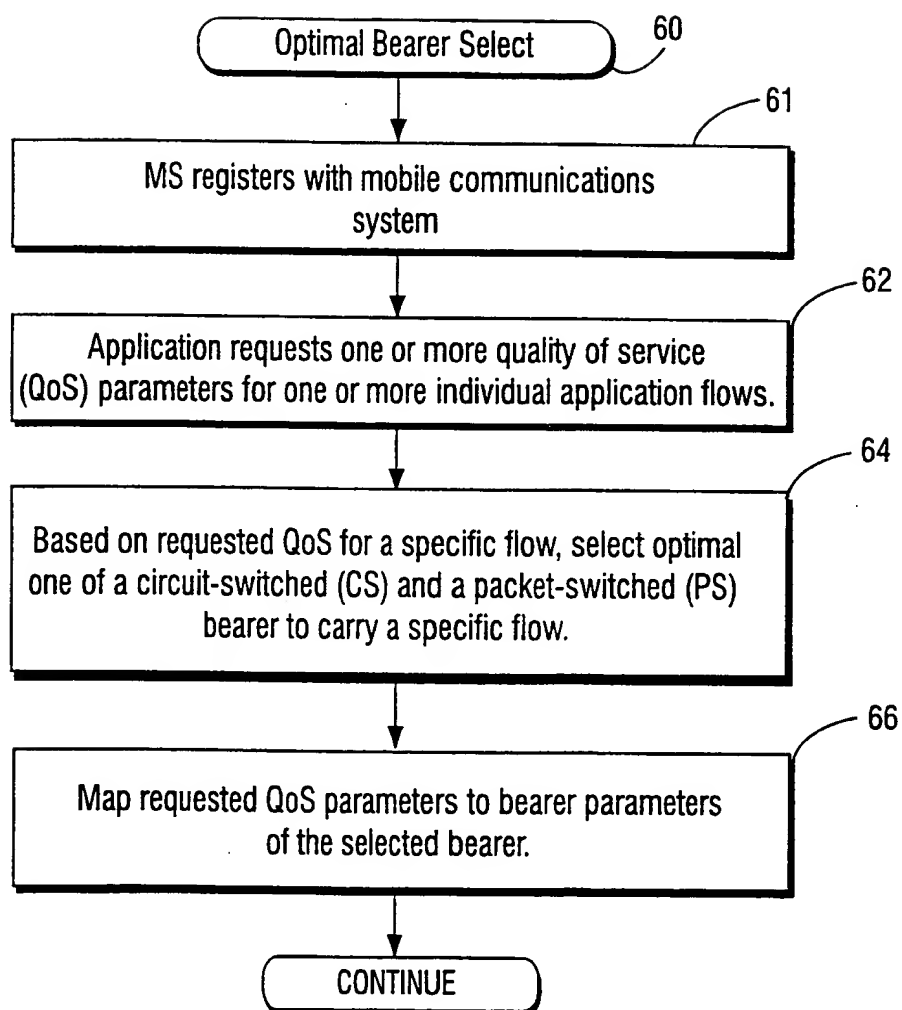 Optimal Bearer Select
60
61
MS registers with mobile communications
system
62
Application requests one or more quality of service
(QoS) parameters for one or more individual application flows.
64
Based on requested QoS for a specific flow, select optimal
one of a circuit-switched (CS) and a packet-switched (PS)
bearer to carry a specific flow.
66
Map requested QoS parameters to bearer parameters
of the selected bearer.
CONTINUE